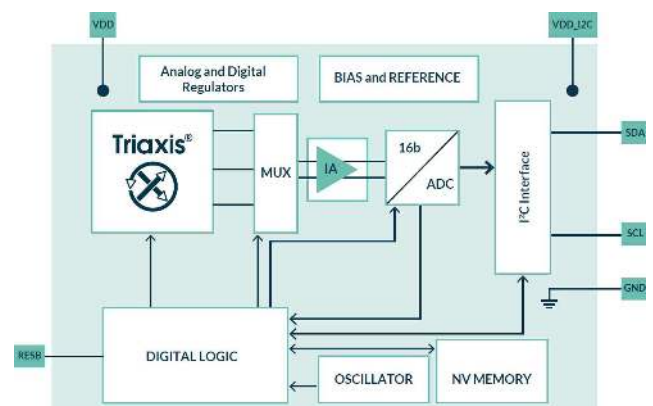 VDD
VDD_I2C
Analog and Digital
Regulators
BIAS and REFERENCE
Triaxis®
MUX
IA
16b
ADC
I²C Interface
SDA
SCL
GND
RESB
DIGITAL LOGIC
OSCILLATOR
NV MEMORY